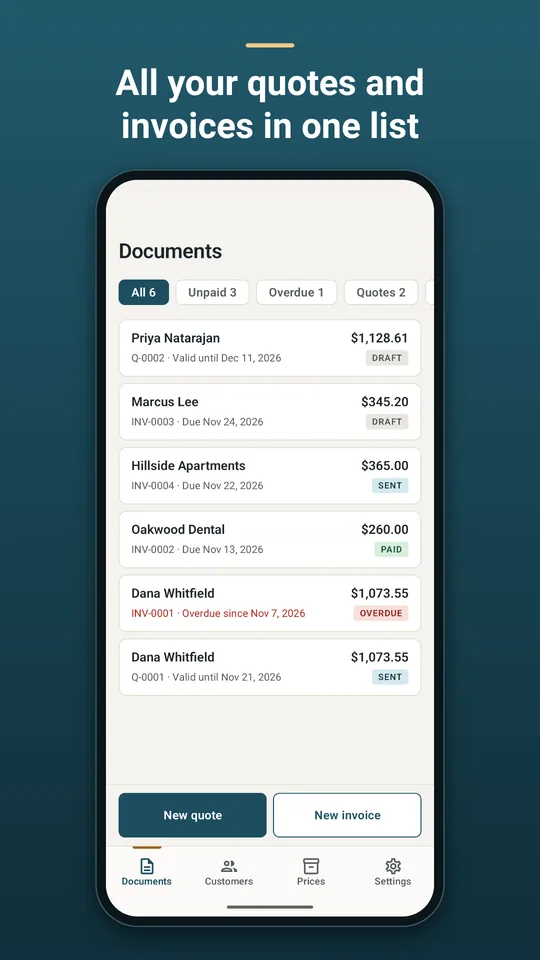 All your quotes and
invoices in one list
Documents
All 6
Unpaid 3
Overdue 1
Quotes 2
Priya Natarajan
$1,128.61
Q-0002 · Valid until Dec 11, 2026
DRAFT
Marcus Lee
$345.20
INV-0003 · Due Nov 24, 2026
DRAFT
Hillside Apartments
$365.00
INV-0004 · Due Nov 22, 2026
SENT
Oakwood Dental
$260.00
INV-0002 · Due Nov 13, 2026
PAID
Dana Whitfield
$1,073.55
INV-0001 · Overdue since Nov 7, 2026
OVERDUE
Dana Whitfield
$1,073.55
Q-0001 · Valid until Nov 21, 2026
SENT
New quote
New invoice
Documents
Customers
Prices
Settings